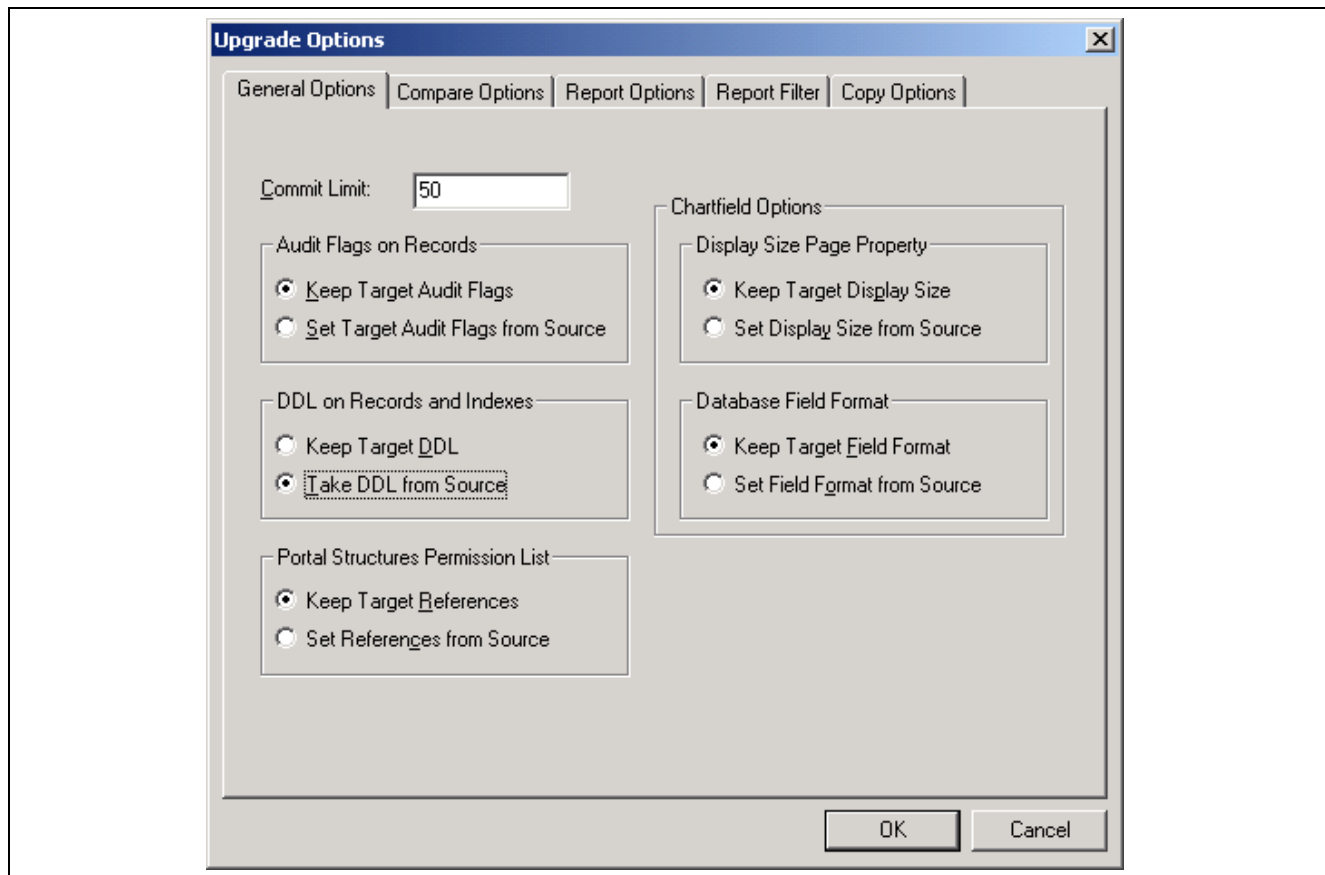 Upgrade Options
General Options
Compare Options
Report Options
Report Filter
Copy Options
Commit Limit: 50
Audit Flags on Records
Keep Target Audit Flags
Set Target Audit Flags from Source
DDL on Records and Indexes
Keep Target DDL
Take DDL from Source
Portal Structures Permission List
Keep Target References
Set References from Source
Chartfield Options
Display Size Page Property
Keep Target Display Size
Set Display Size from Source
Database Field Format
Keep Target Field Format
Set Field Format from Source
OK
Cancel